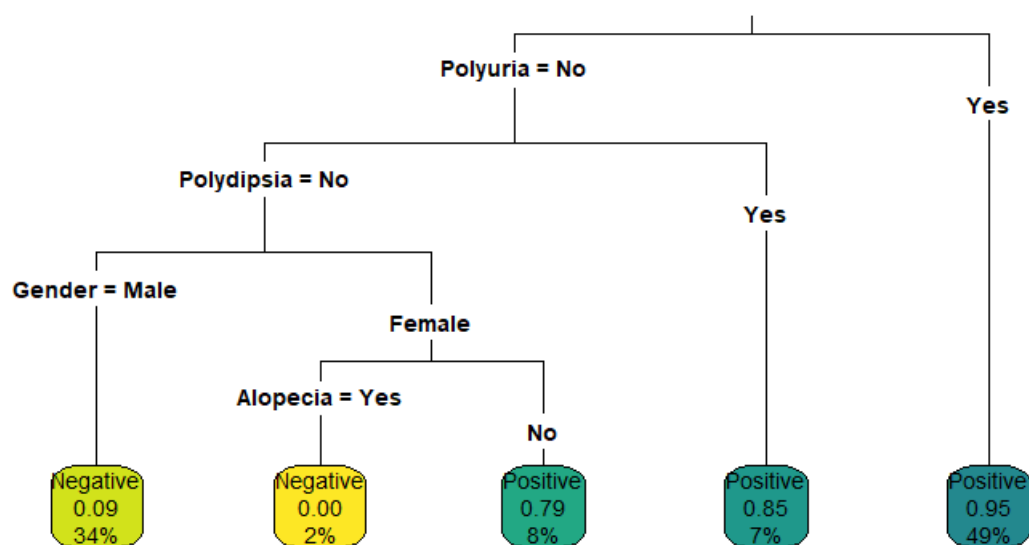 Polyuria = No
Yes
Polydipsia = No
Yes
Gender = Male
Female
Alopecia = Yes
No
Negative
0.09
34%
Negative
0.00
2%
Positive
0.79
8%
Positive
0.85
7%
Positive
0.95
49%